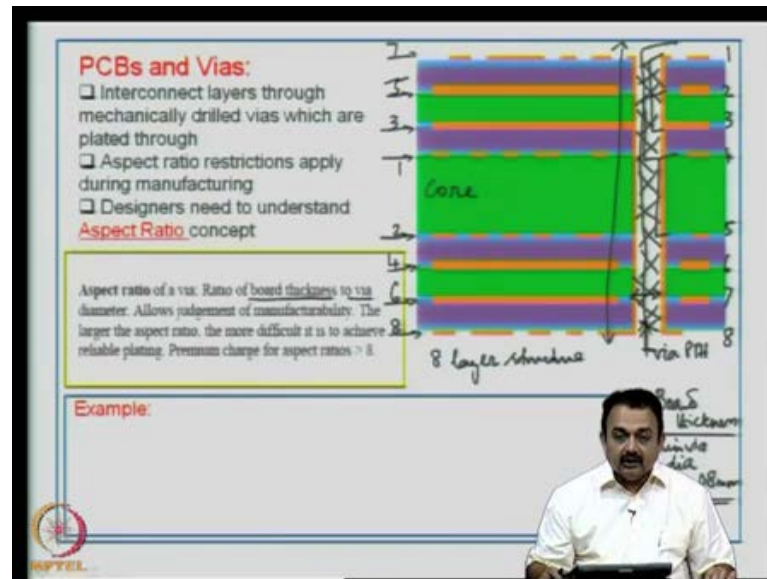 PCBs and Vias:
Interconnect layers through
mechanically drilled vias which are
plated through
Aspect ratio restrictions apply
during manufacturing
Designers need to understand
Aspect Ratio concept
Aspect ratio of a via: Ratio of board thickness to via
diameter. Allows judgement of manufacturability. The
larger the aspect ratio, the more difficult it is to achieve
reliable plating. Premium charge for aspect ratios > 8.
Example:
7
5
3
1
2
4
6
8
Core
1
2
3
4
5
6
7
8
8 layer structure
via PTH
thickness
dia
NPTEL